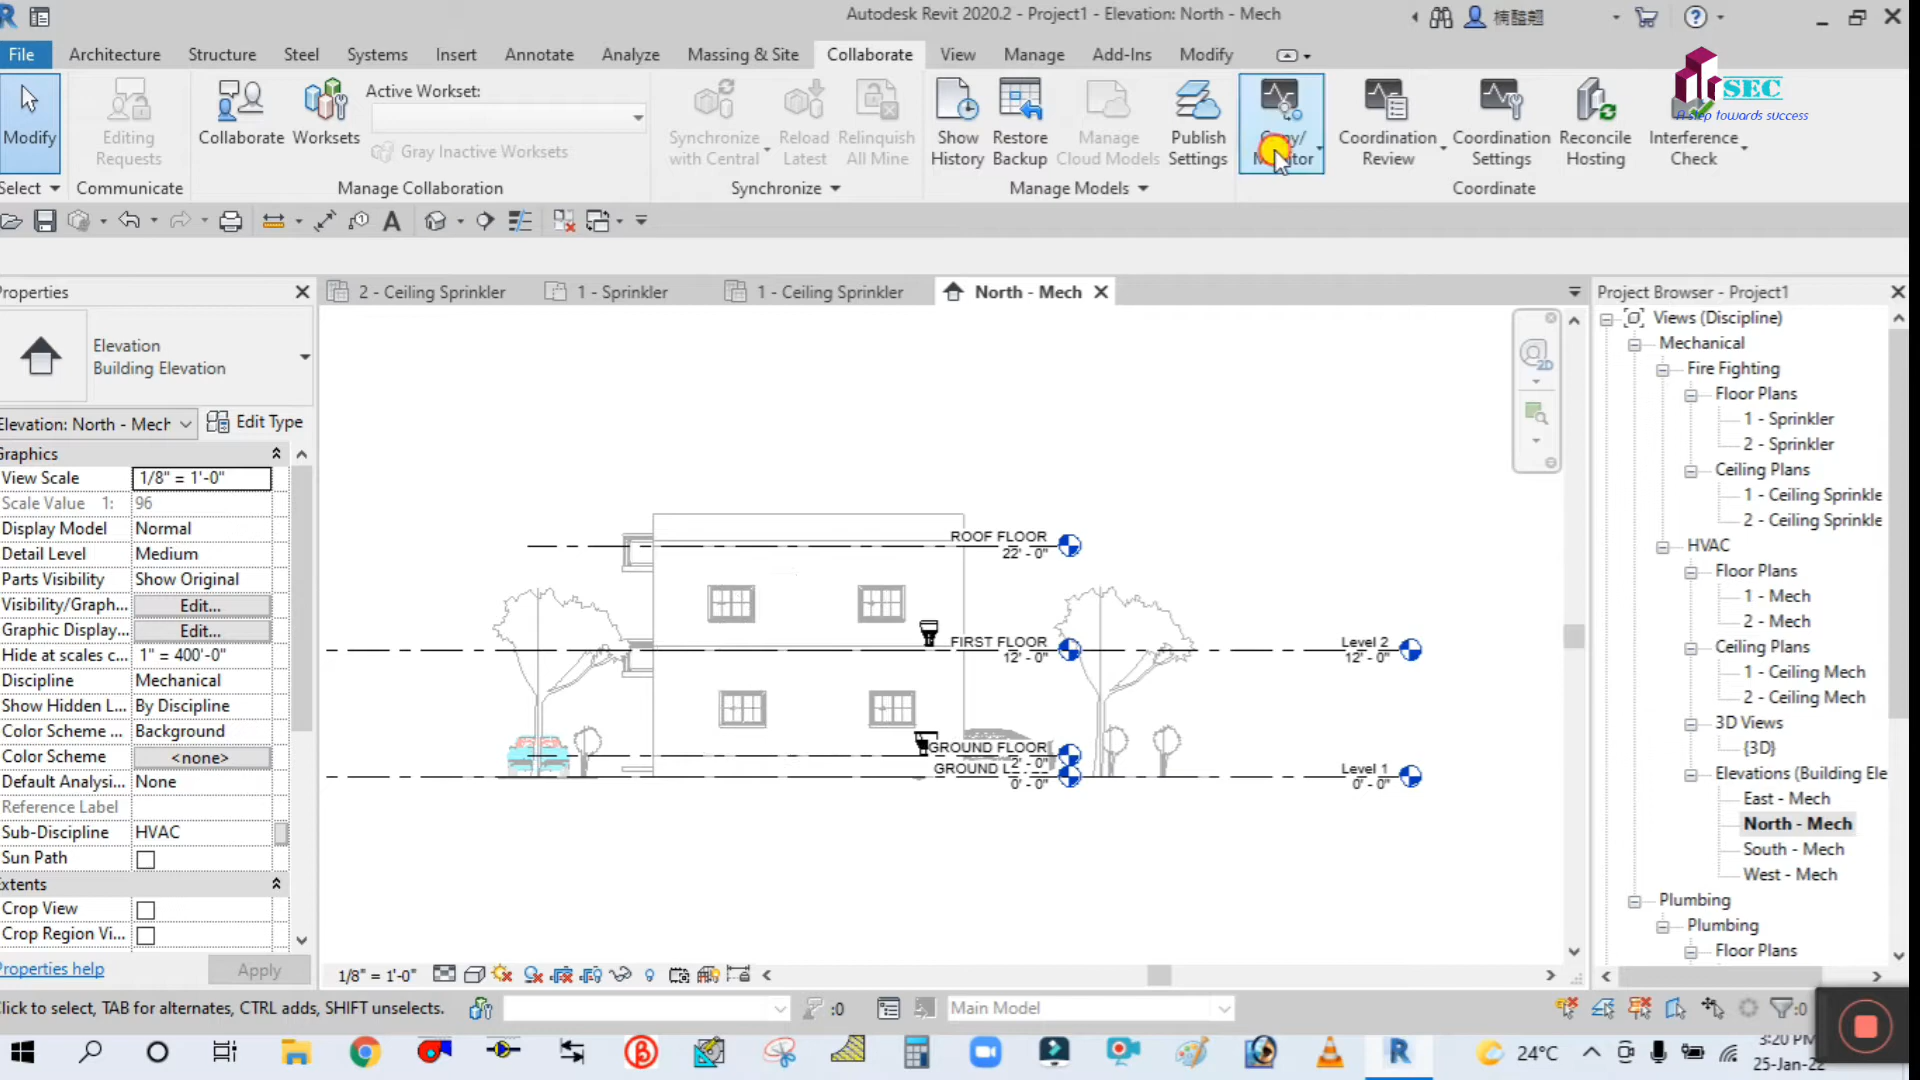 Autodesk Revit 2020.2 - Project1 - Elevation: North - Mech
File Architecture Structure Steel Systems Insert Annotate Analyze Massing & Site Collaborate View Manage Add-Ins Modify
SEC
A step towards success
Modify
Editing Requests
Collaborate
Worksets
Active Workset:
Gray Inactive Worksets
Synchronize with Central
Reload Latest
Relinquish All Mine
Show History
Restore Backup
Manage Cloud Models
Publish Settings
Coordination Review
Coordination Settings
Reconcile Hosting
Interference Check
Select
Communicate
Manage Collaboration
Synchronize
Manage Models
Coordinate
Properties
2 - Ceiling Sprinkler
1 - Sprinkler
1 - Ceiling Sprinkler
North - Mech
Project Browser - Project1
Elevation
Building Elevation
Elevation: North - Mech
Edit Type
Graphics
View Scale 1/8" = 1'-0"
Scale Value 1: 96
Display Model Normal
Detail Level Medium
Parts Visibility Show Original
Visibility/Graph... Edit...
Graphic Display... Edit...
Hide at scales c... 1" = 400'-0"
Discipline Mechanical
Show Hidden L... By Discipline
Color Scheme ... Background
Color Scheme <none>
Default Analysi... None
Reference Label
Sub-Discipline HVAC
Sun Path
Extents
Crop View
Crop Region Vi...
Properties help
Apply
ROOF FLOOR
22' - 0"
FIRST FLOOR
12' - 0"
GROUND FLOOR
2' - 0"
GROUND L
0' - 0"
Level 2
12' - 0"
Level 1
0' - 0"
2D
Views (Discipline)
Mechanical
Fire Fighting
Floor Plans
1 - Sprinkler
2 - Sprinkler
Ceiling Plans
1 - Ceiling Sprinkle
2 - Ceiling Sprinkle
HVAC
Floor Plans
1 - Mech
2 - Mech
Ceiling Plans
1 - Ceiling Mech
2 - Ceiling Mech
3D Views
{3D}
Elevations (Building Ele
East - Mech
North - Mech
South - Mech
West - Mech
Plumbing
Plumbing
Floor Plans
1/8" = 1'-0"
Click to select, TAB for alternates, CTRL adds, SHIFT unselects.
:0
Main Model
:0
24°C
3:20 PM
25-Jan-22